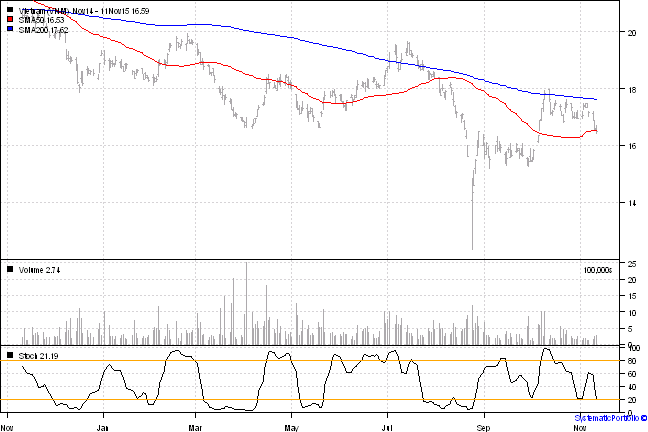 Vietnam (VNM) Nov14 - 11Nov15 16.59
SMA50 16.53
SMA200 17.62
20
18
16
14
Volume 2.74
100,000s
25
20
15
10
5
0
Stoch 21.19
100
80
60
40
20
0
Nov
Jan
Mar
May
Jul
Sep
Nov
SystematicPortfolio ©